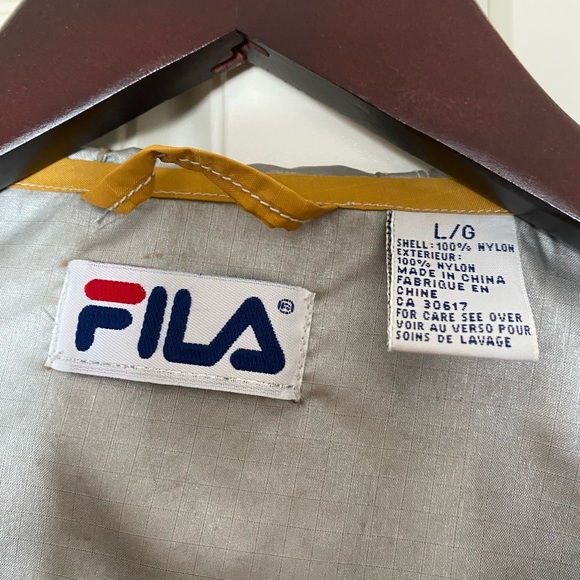 FILA®
L/G
SHELL: 100% NYLON
EXTERIEUR:
100% NYLON
MADE IN CHINA
FABRIQUE EN
CHINE
CA 30617
FOR CARE SEE OVER
VOIR AU VERSO POUR
SOINS DE LAVAGE